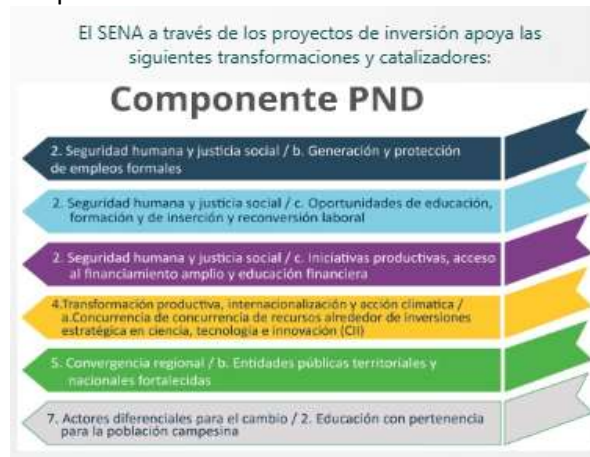 El SENA a través de los proyectos de inversión apoya las
siguientes transformaciones y catalizadores:
Componente PND
2. Seguridad humana y justicia social / b. Generación y protección
de empleos formales
2. Seguridad humana y justicia social / c. Oportunidades de educación,
formación y de inserción y reconversión laboral
2. Seguridad humana y justicia social / c. Iniciativas productivas, acceso
al financiamiento amplio y educación financiera
4.Transformación productiva, internacionalización y acción climatica /
a.Concurrencia de concurrencia de recursos alrededor de inversiones
estratégica en ciencia, tecnologia e innovación (CII)
5. Convergencia regional / b. Entidades públicas territoriales y
nacionales fortalecidas
7. Actores diferenciales para el cambio / 2. Educación con pertenencia
para la población campesina